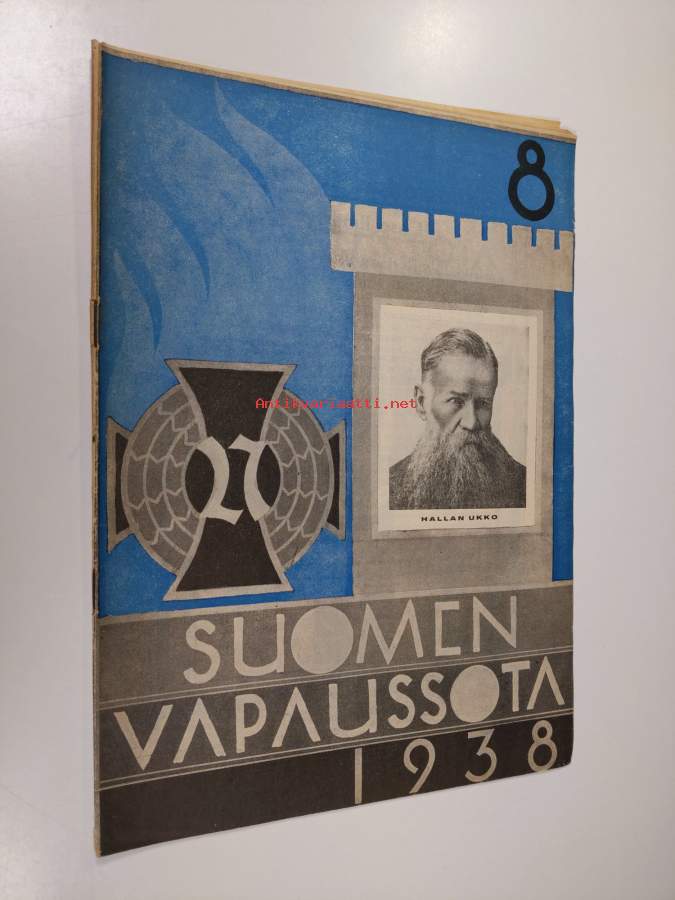 8
Antikvariaatti.net
HALLAN UKKO
SUOMEN
VAPAUSSOTA
1938